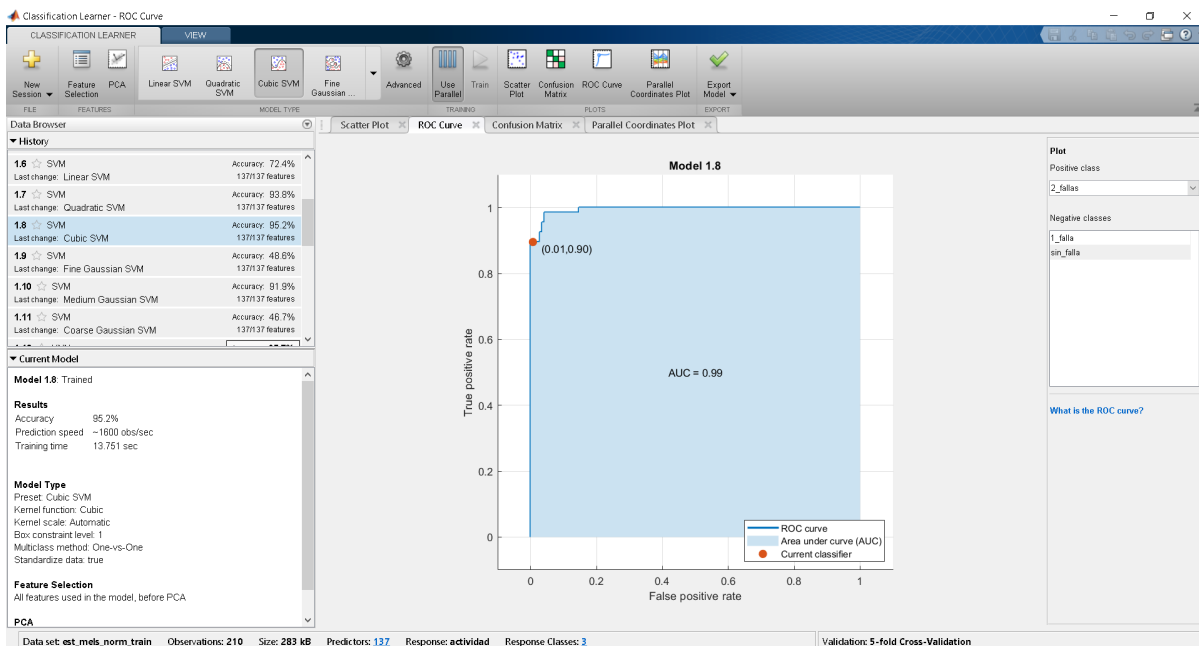 Classification Learner - ROC Curve
CLASSIFICATION LEARNER VIEW
New Session
Feature Selection
PCA
Linear SVM
Quadratic SVM
Cubic SVM
Fine Gaussian ...
Advanced
Use Parallel
Train
Scatter Plot
Confusion Matrix
ROC Curve
Parallel Coordinates Plot
Export Model
FILE FEATURES MODEL TYPE TRAINING PLOTS EXPORT
Data Browser
Scatter Plot ROC Curve Confusion Matrix Parallel Coordinates Plot
History
1.6 SVM Accuracy: 72.4%
Last change: Linear SVM 137/137 features
1.7 SVM Accuracy: 93.8%
Last change: Quadratic SVM 137/137 features
1.8 SVM Accuracy: 95.2%
Last change: Cubic SVM 137/137 features
1.9 SVM Accuracy: 48.6%
Last change: Fine Gaussian SVM 137/137 features
1.10 SVM Accuracy: 91.9%
Last change: Medium Gaussian SVM 137/137 features
1.11 SVM Accuracy: 46.7%
Last change: Coarse Gaussian SVM 137/137 features
Current Model
Model 1.8: Trained
Results
Accuracy 95.2%
Prediction speed ~1600 obs/sec
Training time 13.751 sec
Model Type
Preset: Cubic SVM
Kernel function: Cubic
Kernel scale: Automatic
Box constraint level: 1
Multiclass method: One-vs-One
Standardize data: true
Feature Selection
All features used in the model, before PCA
PCA
Model 1.8
True positive rate
1
0.8
0.6
0.4
0.2
0
(0.01,0.90)
AUC = 0.99
ROC curve
Area under curve (AUC)
Current classifier
0 0.2 0.4 0.6 0.8 1
False positive rate
Plot
Positive class
2_fallas
Negative classes
1_falla
sin_falla
What is the ROC curve?
Data set: est_mels_norm_train Observations: 210 Size: 283 kB Predictors: 137 Response: actividad Response Classes: 3 Validation: 5-fold Cross-Validation